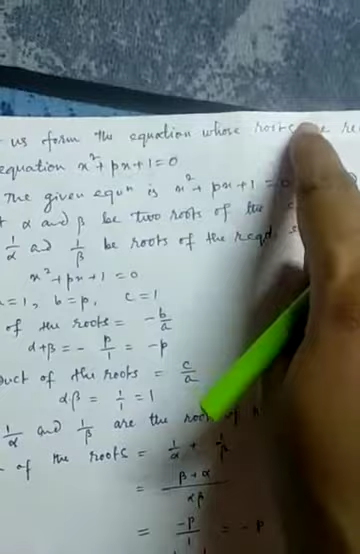 us form the equation whose roots
equation x²+px+1=0
The given equⁿ is x²+px+1=0
α and β be two roots of the
1/α and 1/β be roots of the reqd
x²+px+1=0
=1, b=p, c=1
of the roots = -b/a
α+β = -p/1 = -p
of the roots = c/a
αβ = 1/1 = 1
1/α and 1/β are the roots of
of the roots = 1/α + 1/β
= β+α/αβ
= -p/1 = -p